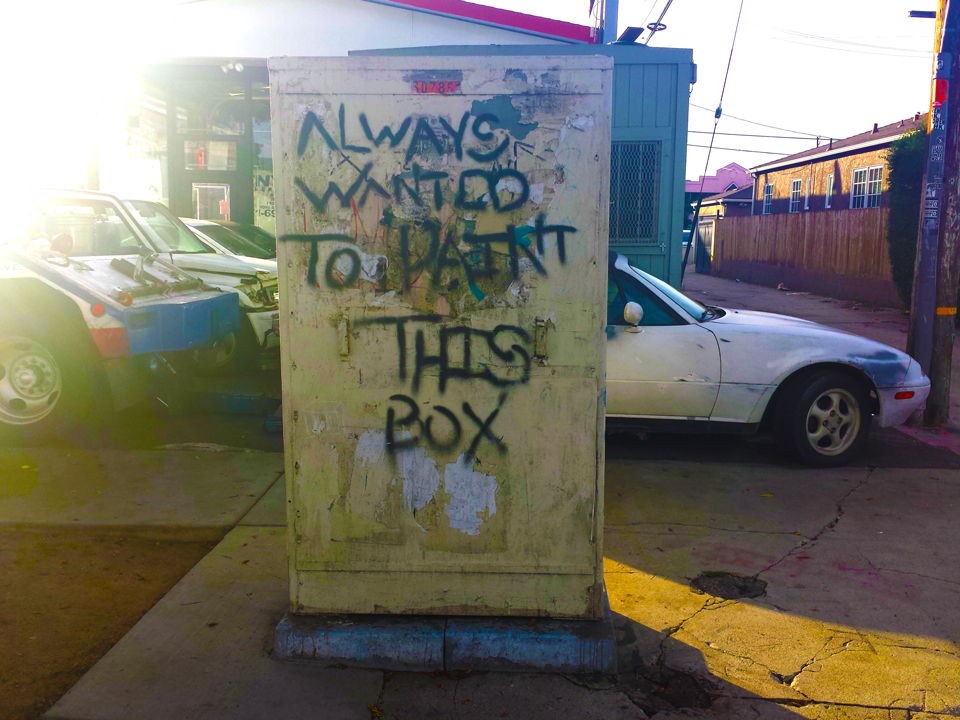 ALWAYS
WANTED
TO PAINT
THIS
BOX